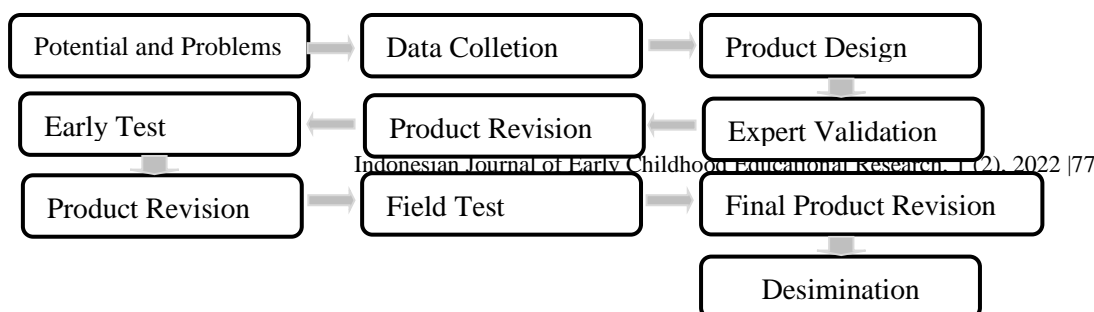 Potential and Problems
Data Colletion
Product Design
Early Test
Product Revision
Expert Validation
Indonesian Journal of Early Childhood Educational Research, (2), 2022 |77
Product Revision
Field Test
Final Product Revision
Desimination